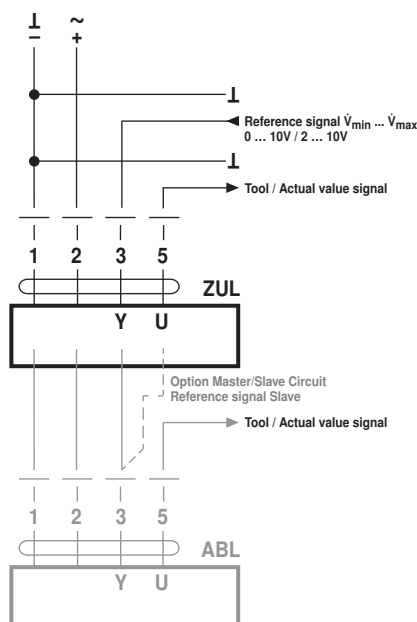 ⊥ ~
– +
⊥
Reference signal V̇min ... V̇max
0 ... 10V / 2 ... 10V
⊥
Tool / Actual value signal
1 2 3 5
ZUL
Y U
Option Master/Slave Circuit
Reference signal Slave
Tool / Actual value signal
1 2 3 5
ABL
Y U